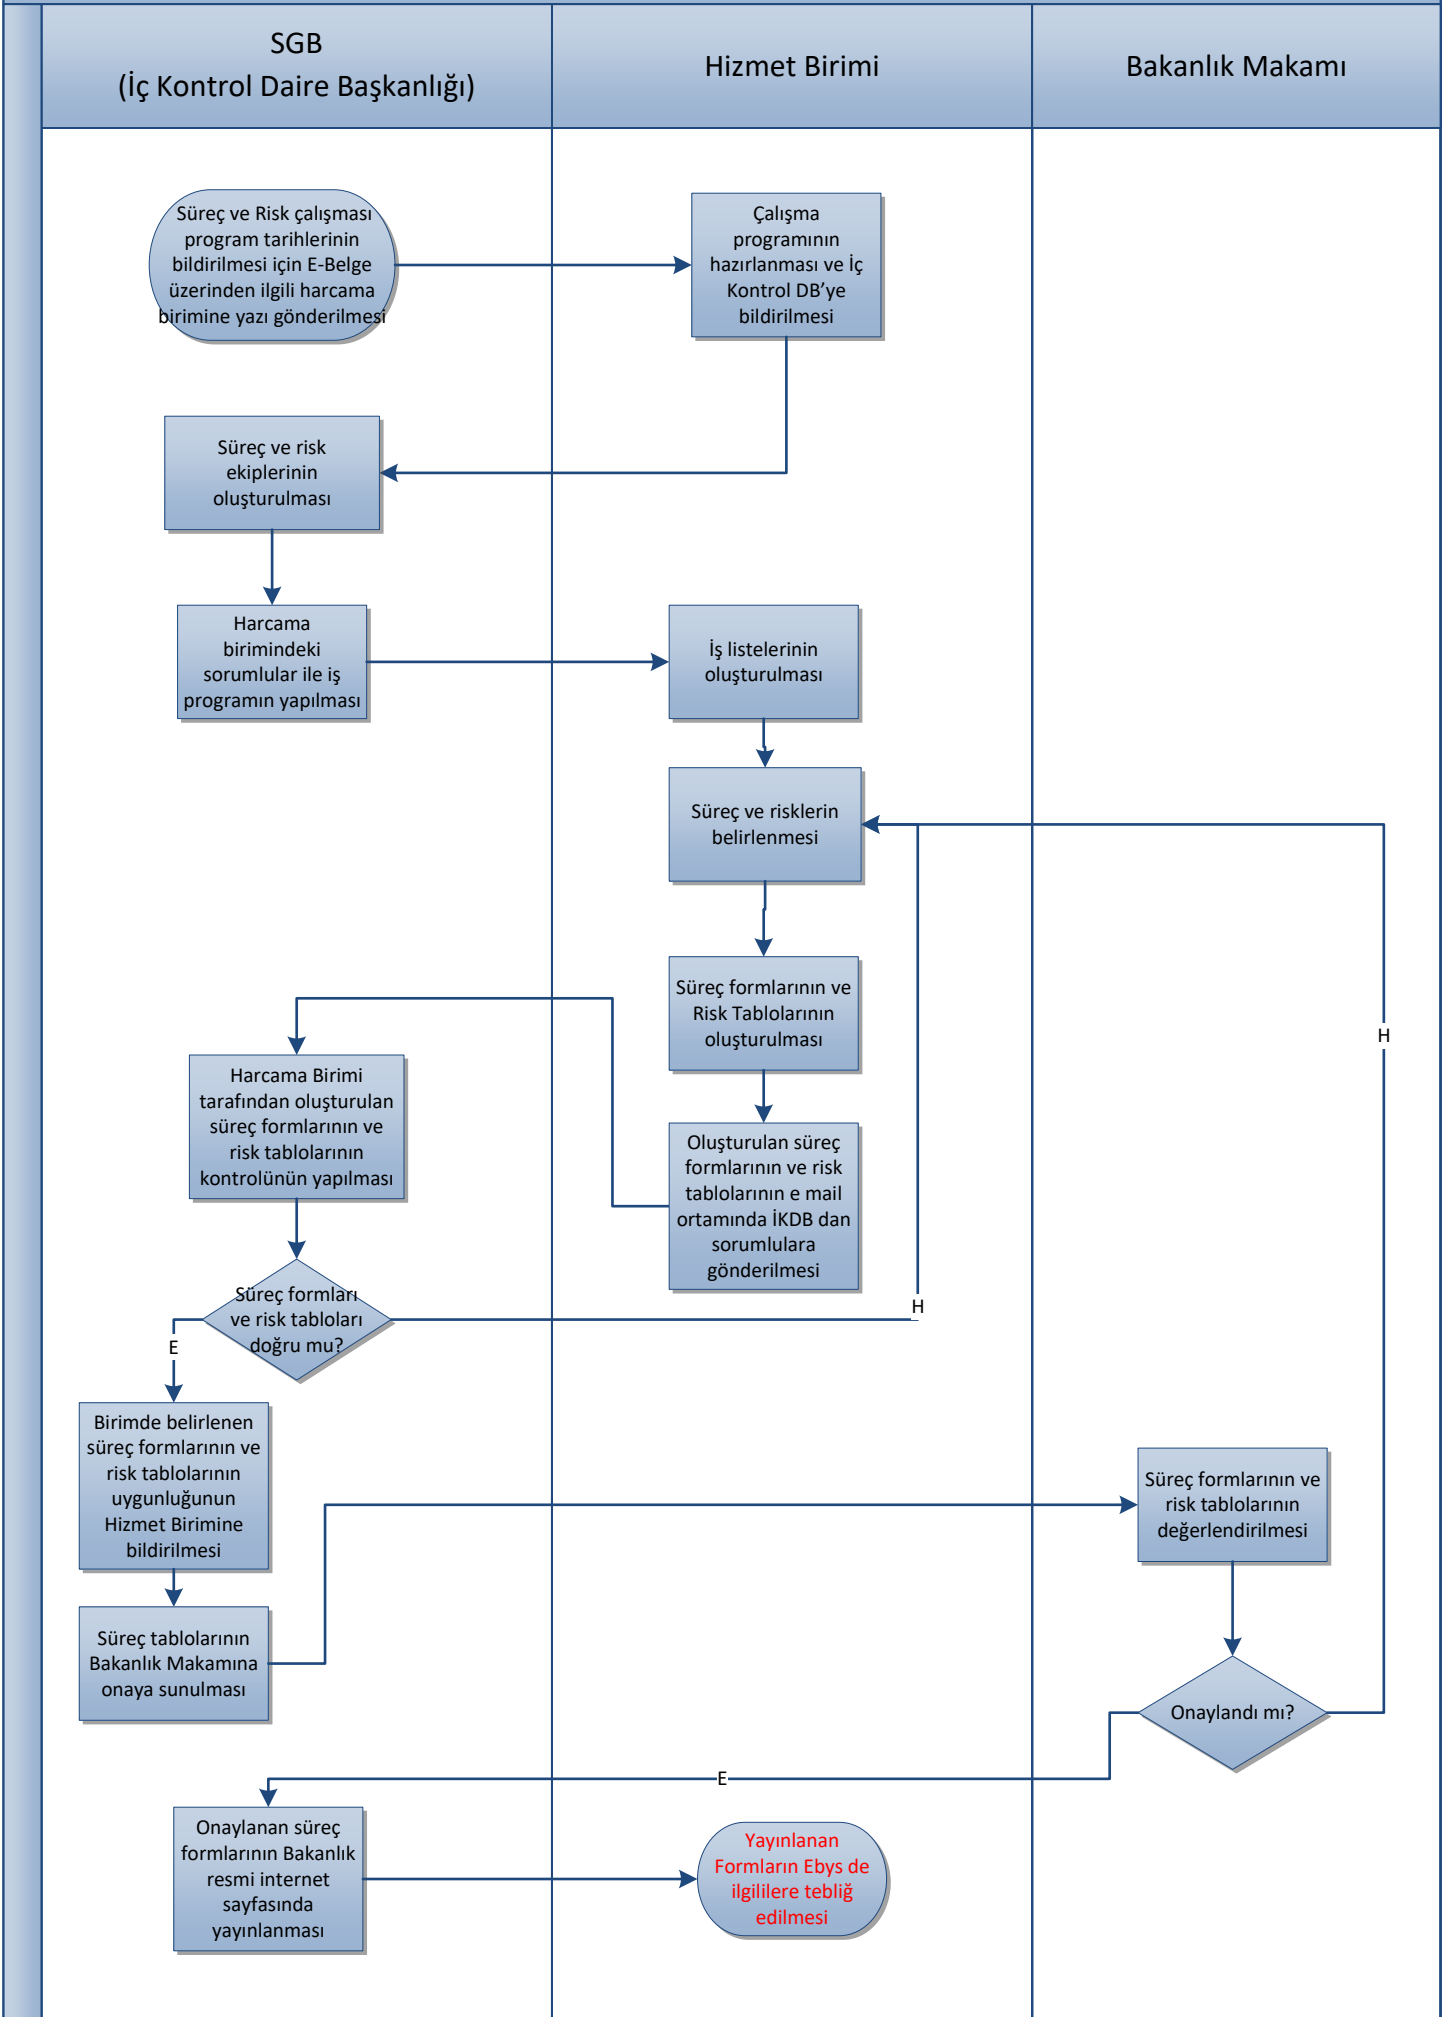 SGB
(İç Kontrol Daire Başkanlığı)
Hizmet Birimi
Bakanlık Makamı
Süreç ve Risk çalışması
program tarihlerinin
bildirilmesi için E-Belge
üzerinden ilgili harcama
birimine yazı gönderilmesi
Çalışma
programının
hazırlanması ve İç
Kontrol DB’ye
bildirilmesi
Süreç ve risk
ekiplerinin
oluşturulması
Harcama
birimindeki
sorumlular ile iş
programın yapılması
İş listelerinin
oluşturulması
Süreç ve risklerin
belirlenmesi
Süreç formlarının ve
Risk Tablolarının
oluşturulması
H
Harcama Birimi
tarafından oluşturulan
süreç formlarının ve
risk tablolarının
kontrolünün yapılması
Oluşturulan süreç
formlarının ve risk
tablolarının e mail
ortamında İKDB dan
sorumlulara
gönderilmesi
Süreç formları
ve risk tabloları
doğru mu?
H
E
Birimde belirlenen
süreç formlarının ve
risk tablolarının
uygunluğunun
Hizmet Birimine
bildirilmesi
Süreç formlarının ve
risk tablolarının
değerlendirilmesi
Süreç tablolarının
Bakanlık Makamına
onaya sunulması
Onaylandı mı?
E
Onaylanan süreç
formlarının Bakanlık
resmi internet
sayfasında
yayınlanması
Yayınlanan
Formların Ebys de
ilgililere tebliğ
edilmesi